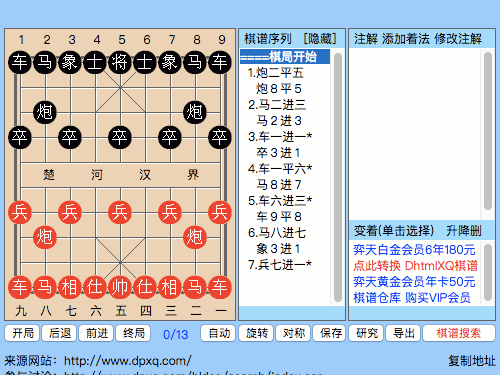 1 2 3 4 5 6 7 8 9
车 马 象 士 将 士 象 马 车
炮 炮
卒 卒 卒 卒 卒
楚 河 汉 界
兵 兵 兵 兵 兵
炮 炮
车 马 相 仕 帅 仕 相 马 车
九 八 七 六 五 四 三 二 一
棋谱序列 [隐藏]
====棋局开始
1.炮二平五
炮８平５
2.马二进三
马２进３
3.车一进一*
卒３进１
4.车一平六*
马８进７
5.车六进三*
车９平８
6.马八进七
象３进１
7.兵七进一*
注解 添加着法 修改注解
变着(单击选择) 升降删
弈天白金会员6年180元
点此转换 DhtmlXQ棋谱
弈天黄金会员年卡50元
棋谱仓库 购买VIP会员
开局 后退 前进 终局 0/13 自动 旋转 对称 保存 研究 导出 棋谱搜索
来源网站: http://www.dpxq.com/ 复制地址